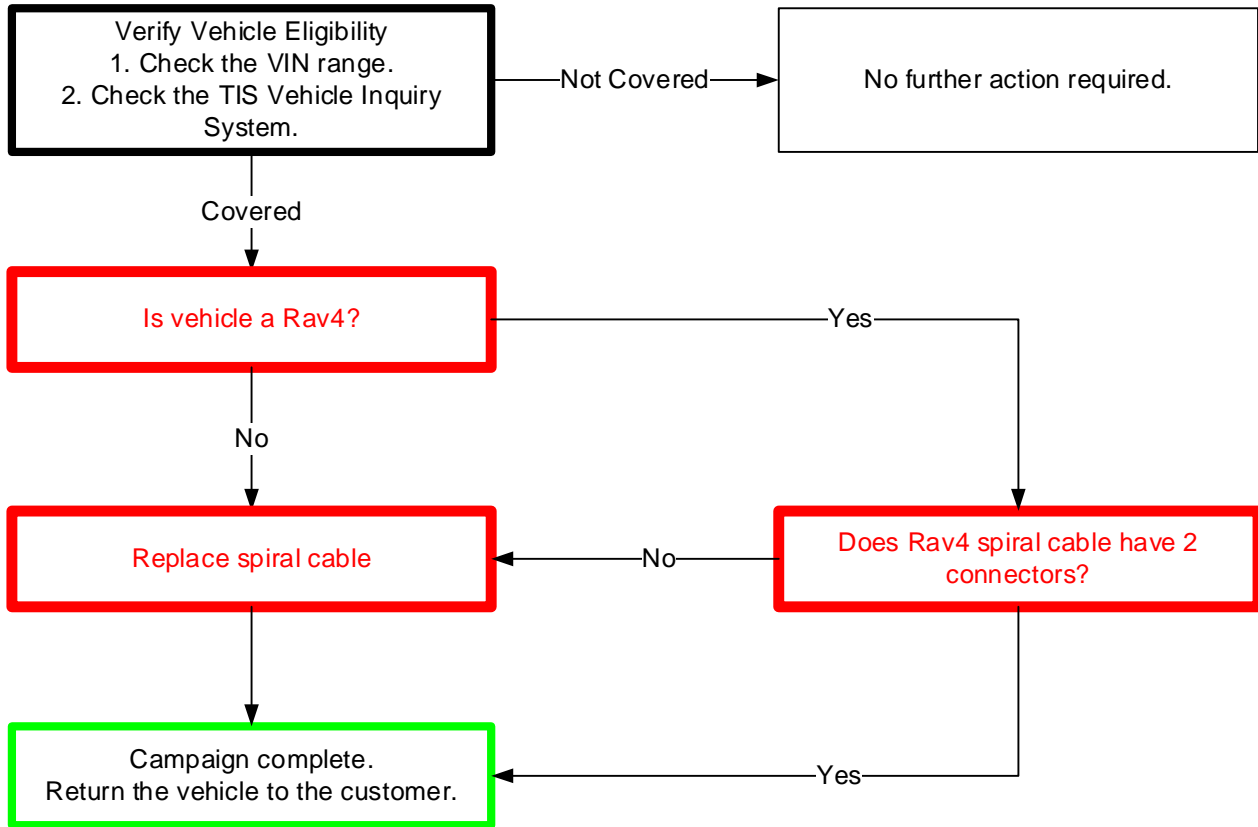 Verify Vehicle Eligibility
1. Check the VIN range.
2. Check the TIS Vehicle Inquiry
System.
Not Covered
No further action required.
Covered
Is vehicle a Rav4?
Yes
No
Replace spiral cable
No
Does Rav4 spiral cable have 2
connectors?
Campaign complete.
Return the vehicle to the customer.
Yes